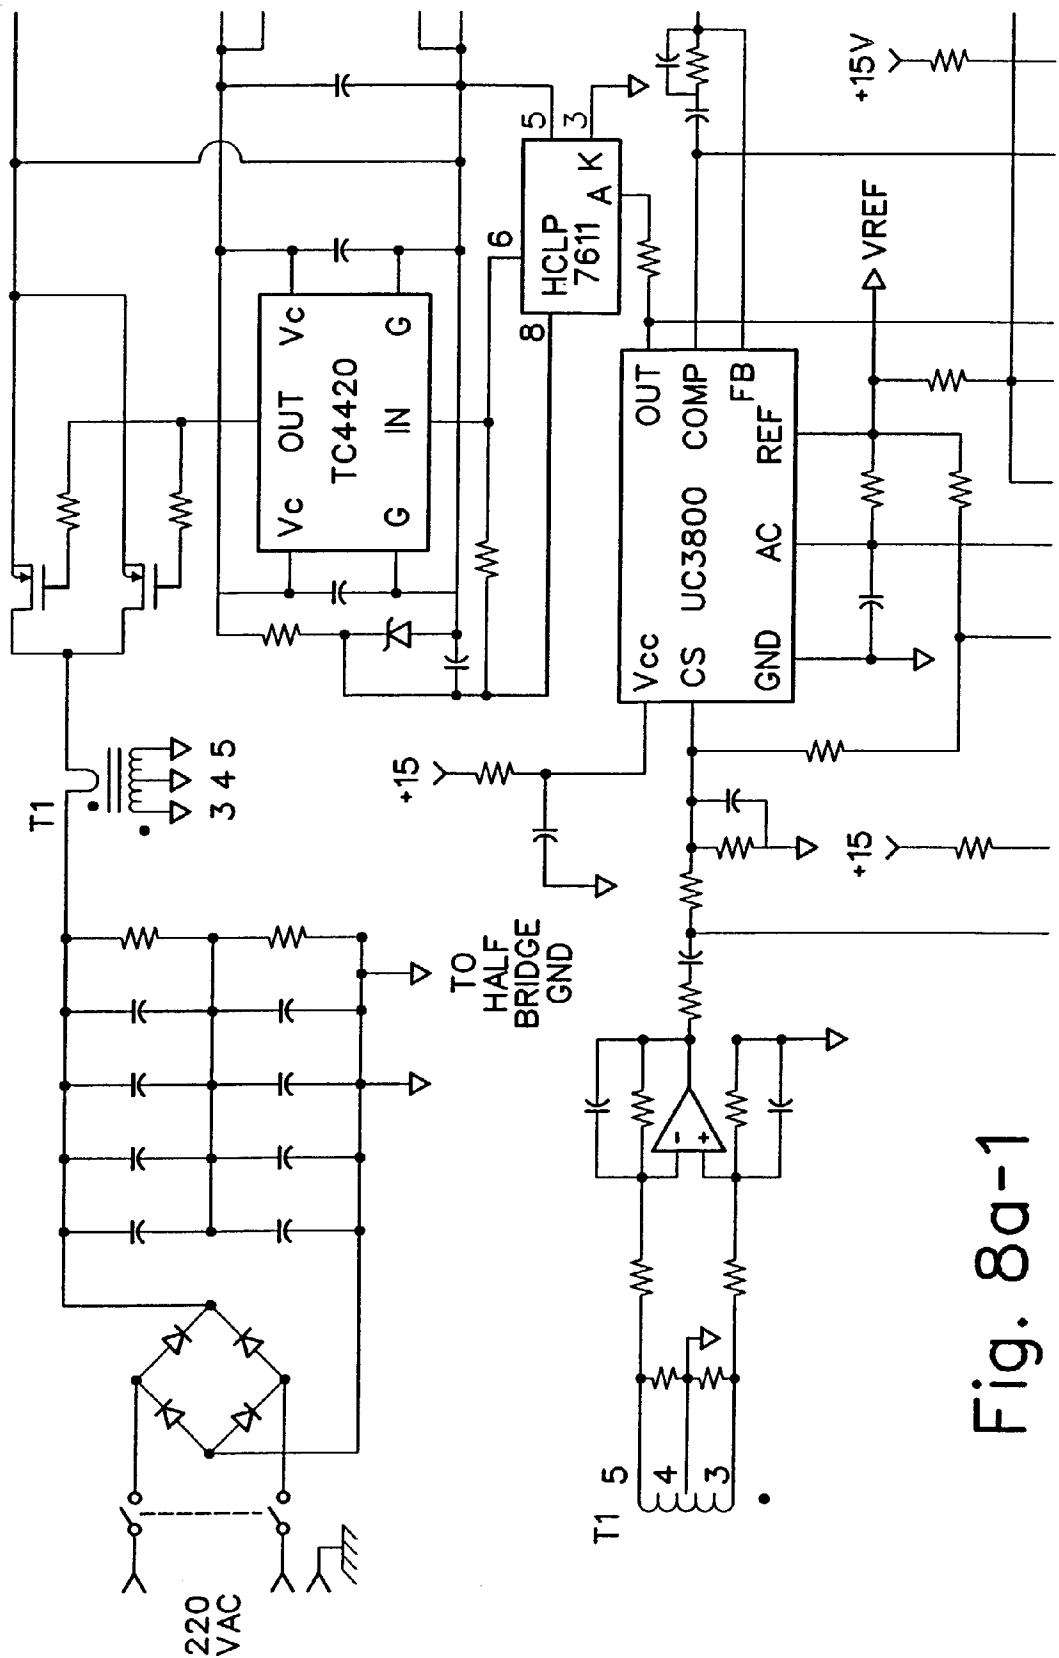 220
VAC
T1
3 4 5
TO
HALF
BRIDGE
GND
Vc OUT Vc
TC4420
G IN G
+15
8 6 5 3
HCLP
7611
A K
Vcc OUT
CS UC3800 COMP
FB
GND AC REF
VREF
+15V
+15
T1
5
4
3
- +
Fig. 8a-1